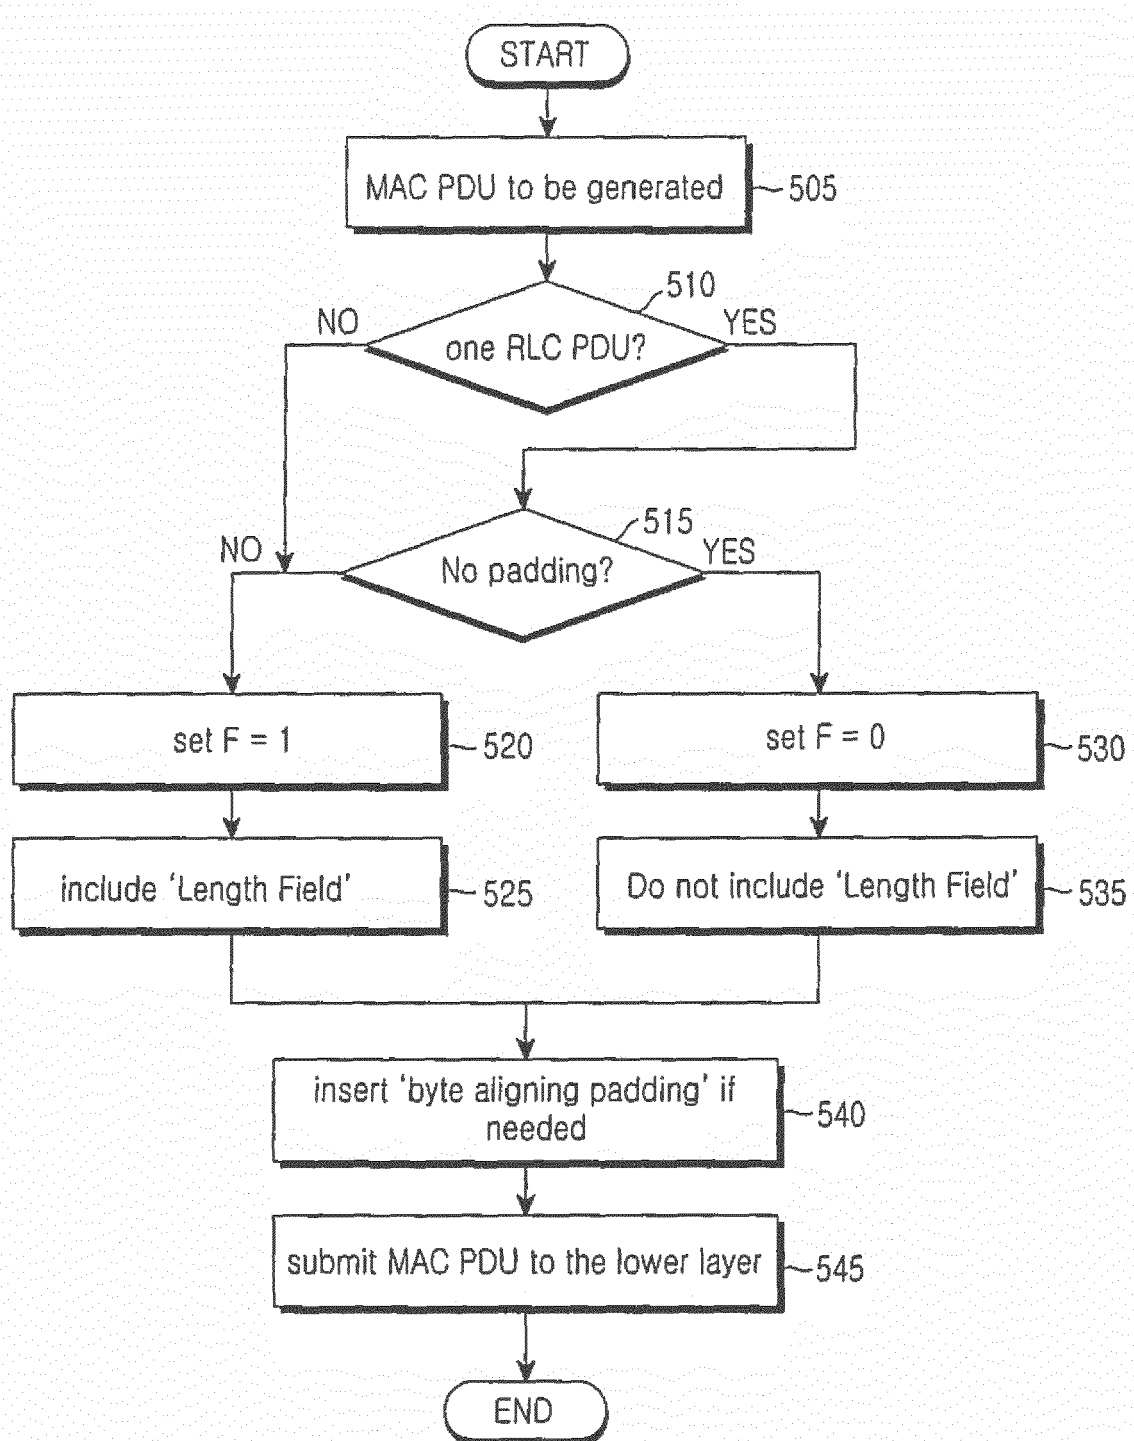 START
MAC PDU to be generated
505
510
NO
YES
one RLC PDU?
515
NO
YES
No padding?
set F = 1
520
set F = 0
530
include ‘Length Field’
525
Do not include ‘Length Field’
535
insert ‘byte aligning padding’ if
needed
540
submit MAC PDU to the lower layer
545
END